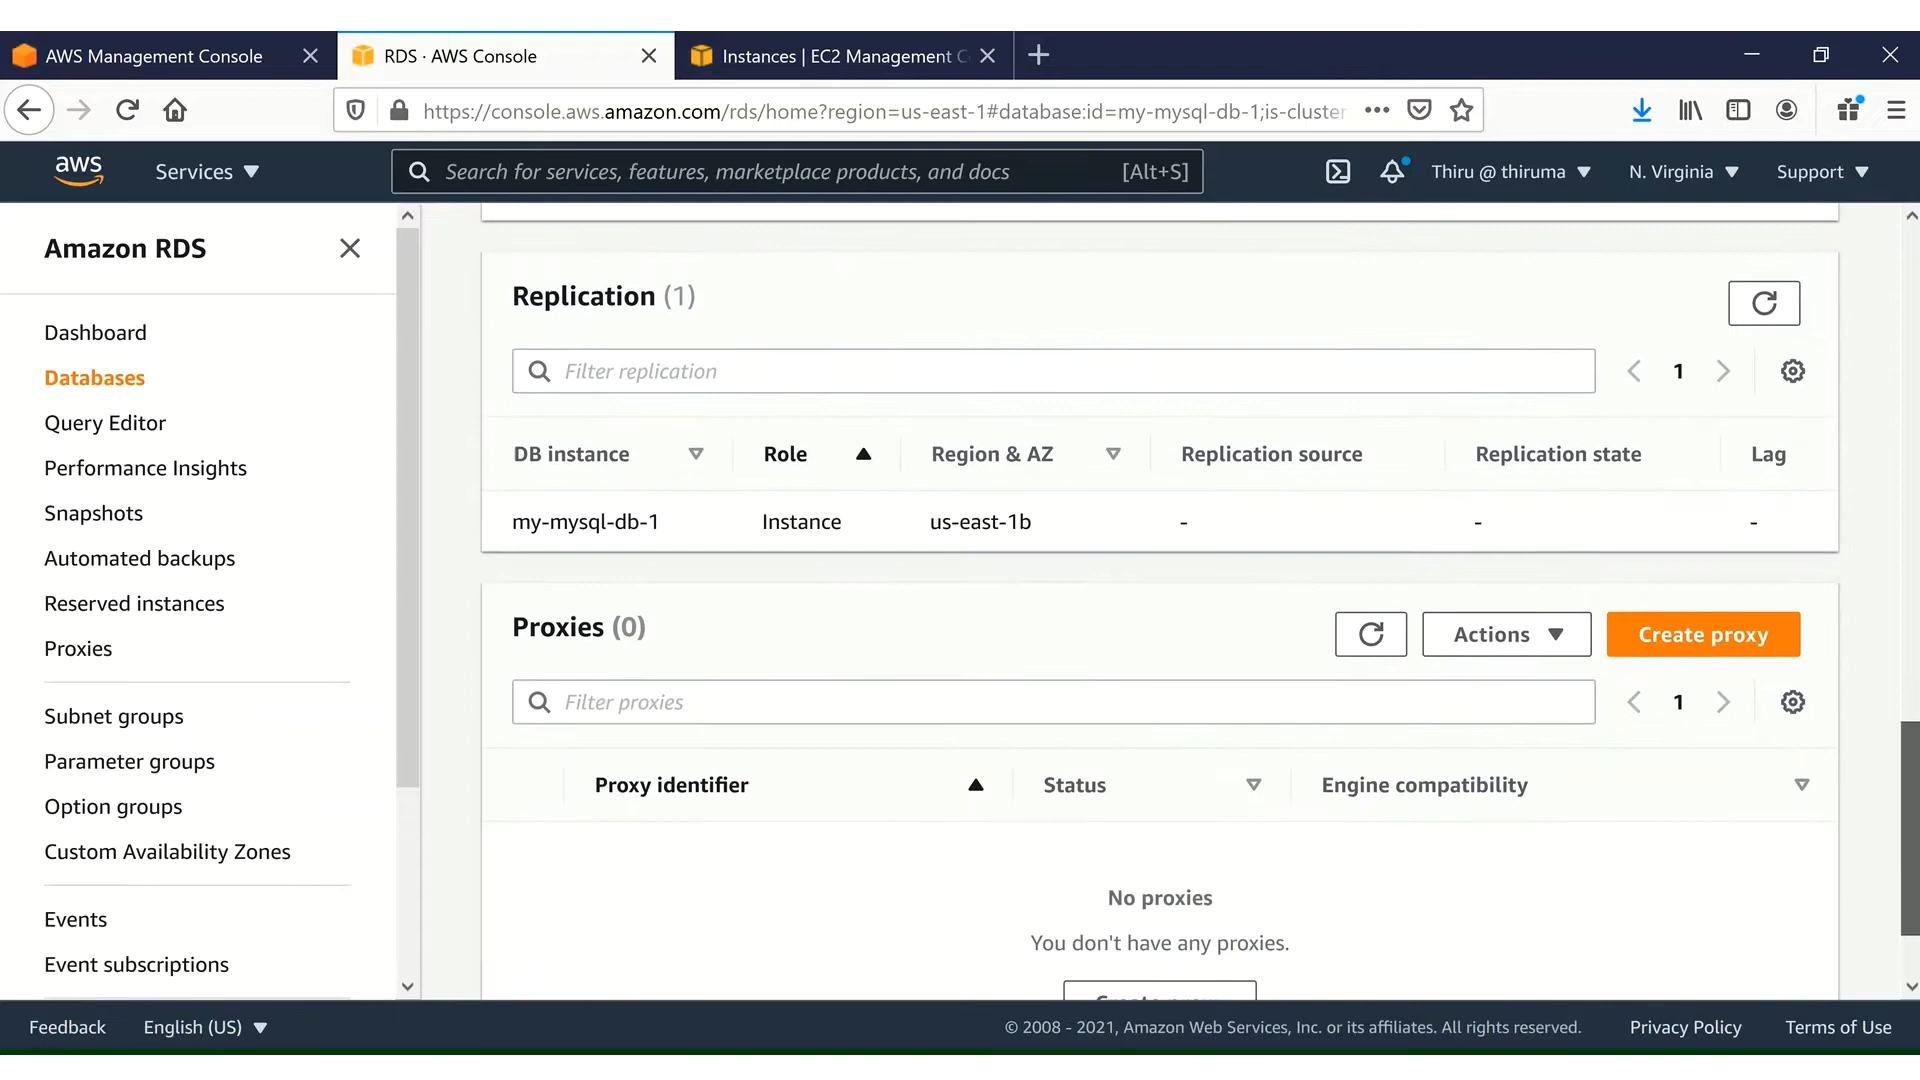 AWS Management Console
RDS · AWS Console
Instances | EC2 Management C
https://console.aws.amazon.com/rds/home?region=us-east-1#database:id=my-mysql-db-1;is-cluster
aws
Services
Search for services, features, marketplace products, and docs
[Alt+S]
Thiru @ thiruma
N. Virginia
Support
Amazon RDS
Dashboard
Databases
Query Editor
Performance Insights
Snapshots
Automated backups
Reserved instances
Proxies
Subnet groups
Parameter groups
Option groups
Custom Availability Zones
Events
Event subscriptions
Replication (1)
Filter replication
1
DB instance Role Region & AZ Replication source Replication state Lag
my-mysql-db-1 Instance us-east-1b - - -
Proxies (0)
Actions
Create proxy
Filter proxies
1
Proxy identifier Status Engine compatibility
No proxies
You don't have any proxies.
Feedback
English (US)
© 2008 - 2021, Amazon Web Services, Inc. or its affiliates. All rights reserved.
Privacy Policy
Terms of Use